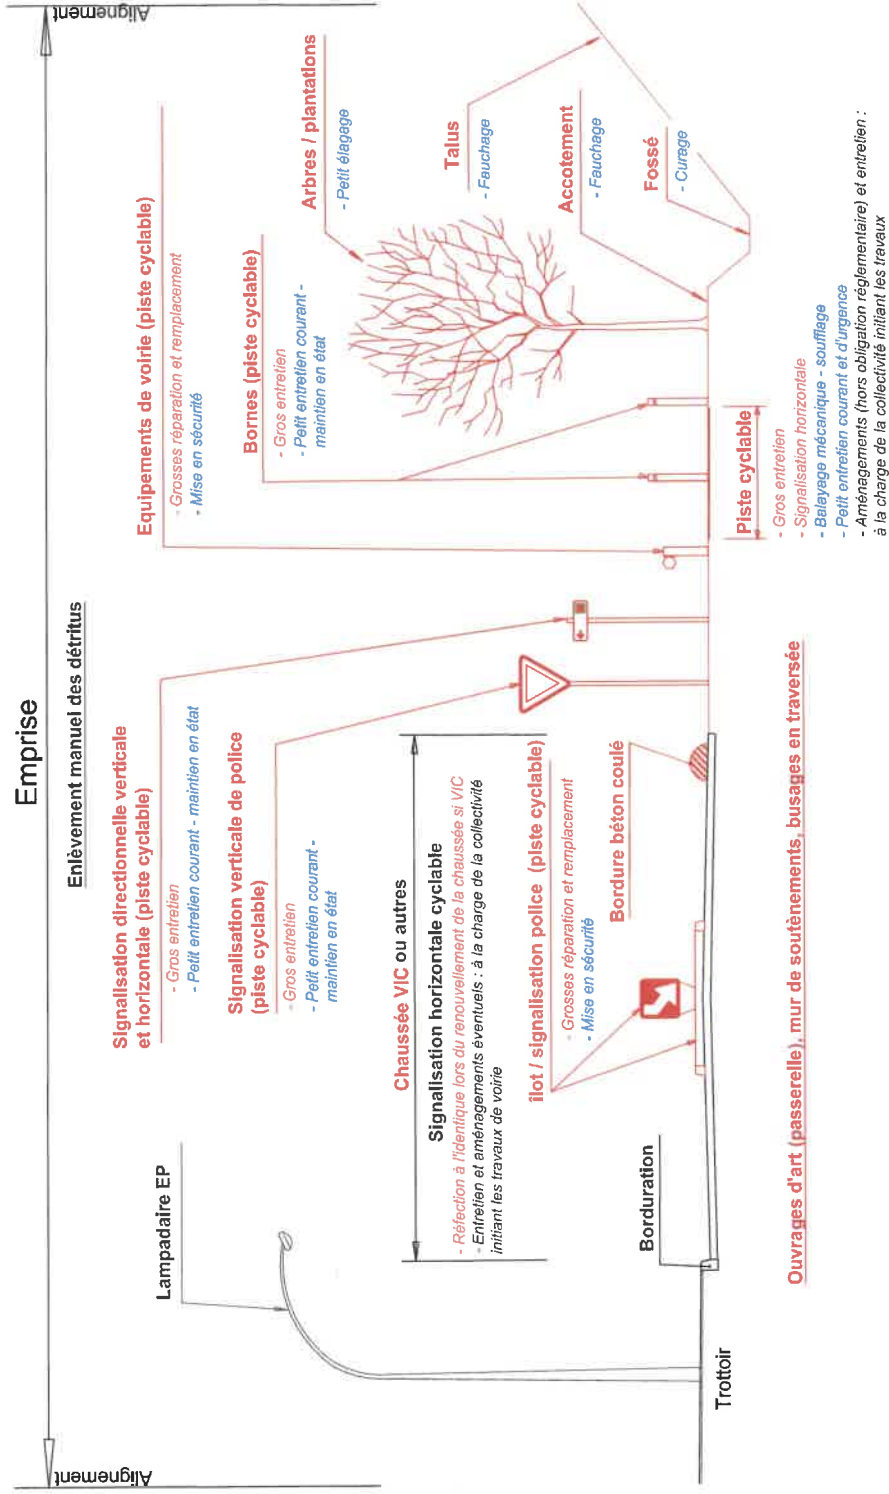 Emprise
Alignement
Alignement
Enlèvement manuel des détritus
Lampadaire EP
Signalisation directionnelle verticale
et horizontale (piste cyclable)
- Gros entretien
- Petit entretien courant - maintien en état
Signalisation verticale de police
(piste cyclable)
- Gros entretien
- Petit entretien courant -
maintien en état
Equipements de voirie (piste cyclable)
- Grosses réparation et remplacement
- Mise en sécurité
Bornes (piste cyclable)
- Gros entretien
- Petit entretien courant -
maintien en état
Arbres / plantations
- Petit élagage
Talus
- Fauchage
Accotement
- Fauchage
Fossé
- Curage
Chaussée VIC ou autres
Signalisation horizontale cyclable
- Réfection à l'identique lors du renouvellement de la chaussée si VIC
- Entretien et aménagements éventuels : à la charge de la collectivité
initiant les travaux de voirie
îlot / signalisation police (piste cyclable)
- Grosses réparation et remplacement
- Mise en sécurité
Bordure béton coulé
Borduration
Trottoir
Piste cyclable
- Gros entretien
- Signalisation horizontale
- Balayage mécanique - soufflage
- Petit entretien courant et d'urgence
- Aménagements (hors obligation réglementaire) et entretien :
à la charge de la collectivité initiant les travaux
Ouvrages d'art (passerelle), mur de soutènements, busages en traversée